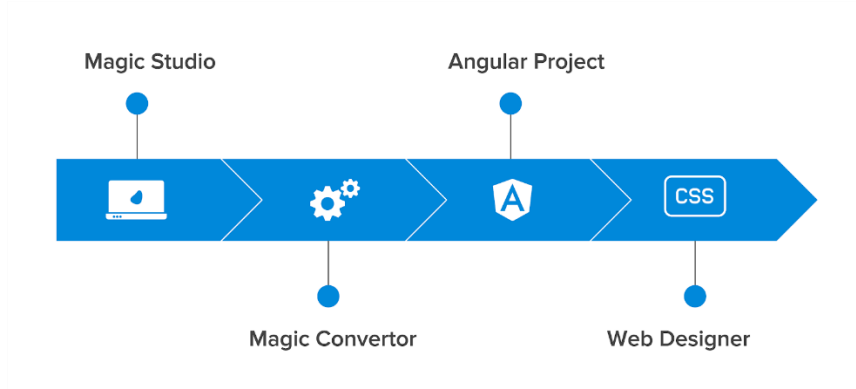 Magic Studio
Angular Project
CSS
Magic Convertor
Web Designer